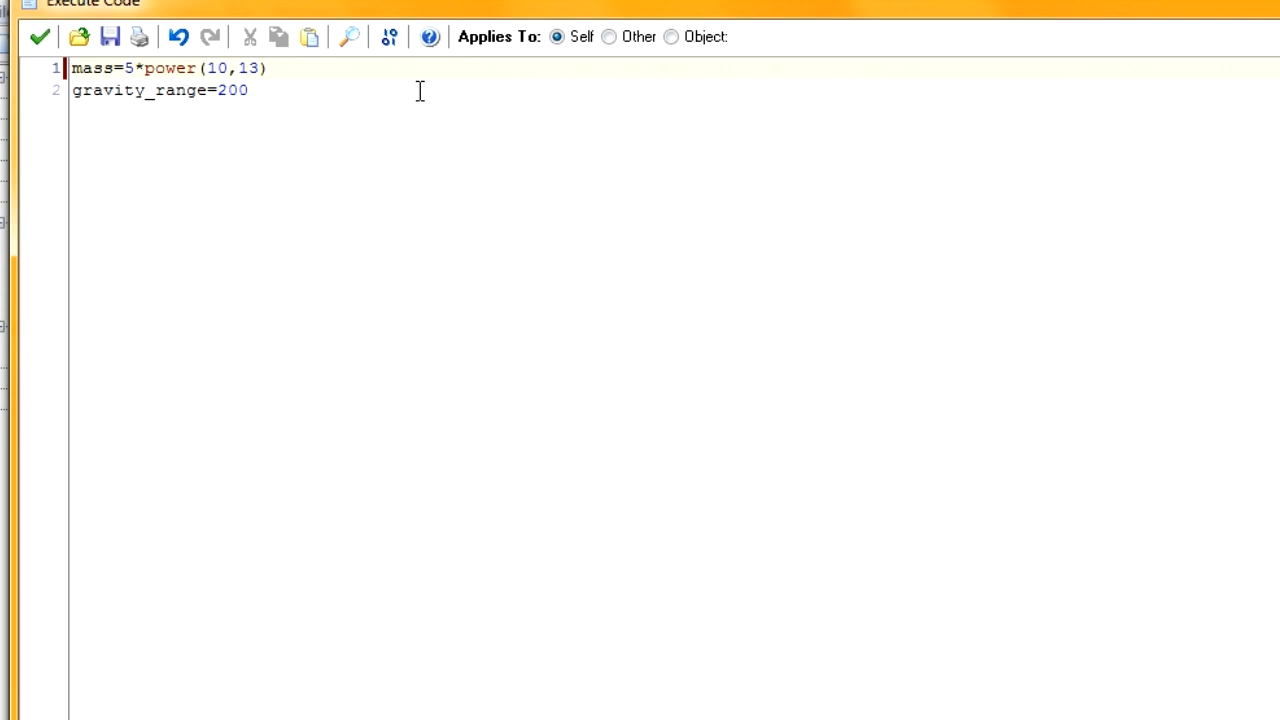 Execute Code
Applies To: Self Other Object:
1 mass=5*power(10,13)
2 gravity_range=200